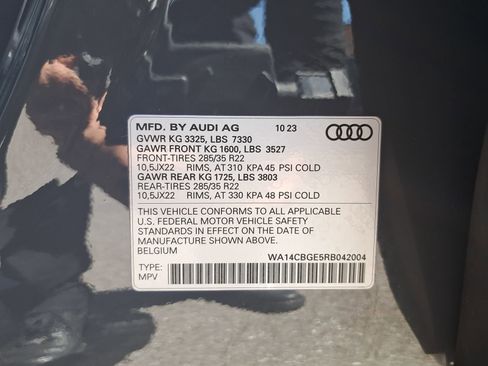 MFD. BY AUDI AG 10 23
GVWR KG 3325, LBS 7330
GAWR FRONT KG 1600, LBS 3527
FRONT-TIRES 285/35 R22
10,5JX22 RIMS, AT 310 KPA 45 PSI COLD
GAWR REAR KG 1725, LBS 3803
REAR-TIRES 285/35 R22
10,5JX22 RIMS, AT 330 KPA 48 PSI COLD
THIS VEHICLE CONFORMS TO ALL APPLICABLE
U.S. FEDERAL MOTOR VEHICLE SAFETY
STANDARDS IN EFFECT ON THE DATE OF
MANUFACTURE SHOWN ABOVE.
BELGIUM WA14CBGE5RB042004
TYPE:
MPV